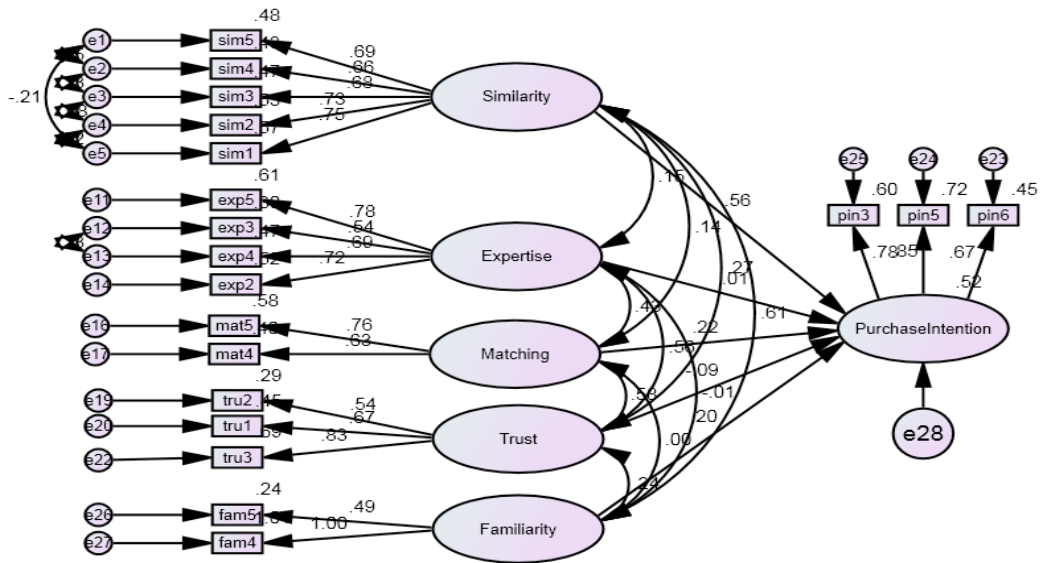 .48
e1 sim5 .69
e2 sim4 .66
e3 sim3 .68
-.21
e4 sim2 .73
e5 sim1 .75
Similarity
.61
e11 exp5 .78
e12 exp3 .54
e13 exp4 .69
e14 exp2 .72
Expertise
.58
e16 mat5 .76
e17 mat4 .63
Matching
.29
e19 tru2 .54
e20 tru1 .67
e22 tru3 .83
Trust
.24
e26 fam5 .49
e27 fam4 1.00
Familiarity
.15
.56
.14
.27
.01
.43
.61
.22
.58
-.09
-.01
.20
.00
.24
e25 e24 e23
.60 .72 .45
pin3 pin5 pin6
.78 .85 .67
.52
PurchaseIntention
e28